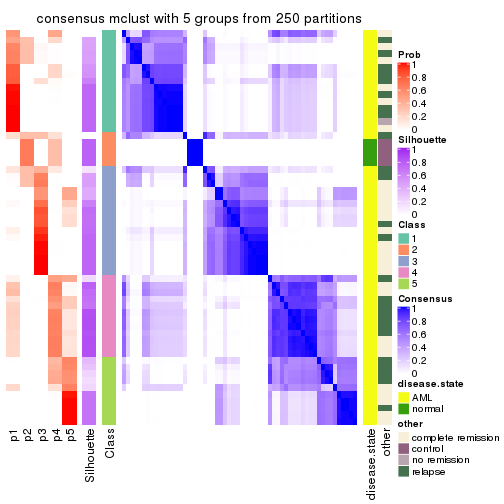 consensus mclust with 5 groups from 250 partitions
Prob
1
0.8
0.6
0.4
0.2
0
Silhouette
1
0.8
0.6
0.4
0.2
0
Class
1
2
3
4
5
Consensus
1
0.8
0.6
0.4
0.2
0
disease.state
AML
normal
other
complete remission
control
no remission
relapse
p1
p2
p3
p4
p5
Silhouette
Class
disease.state
other